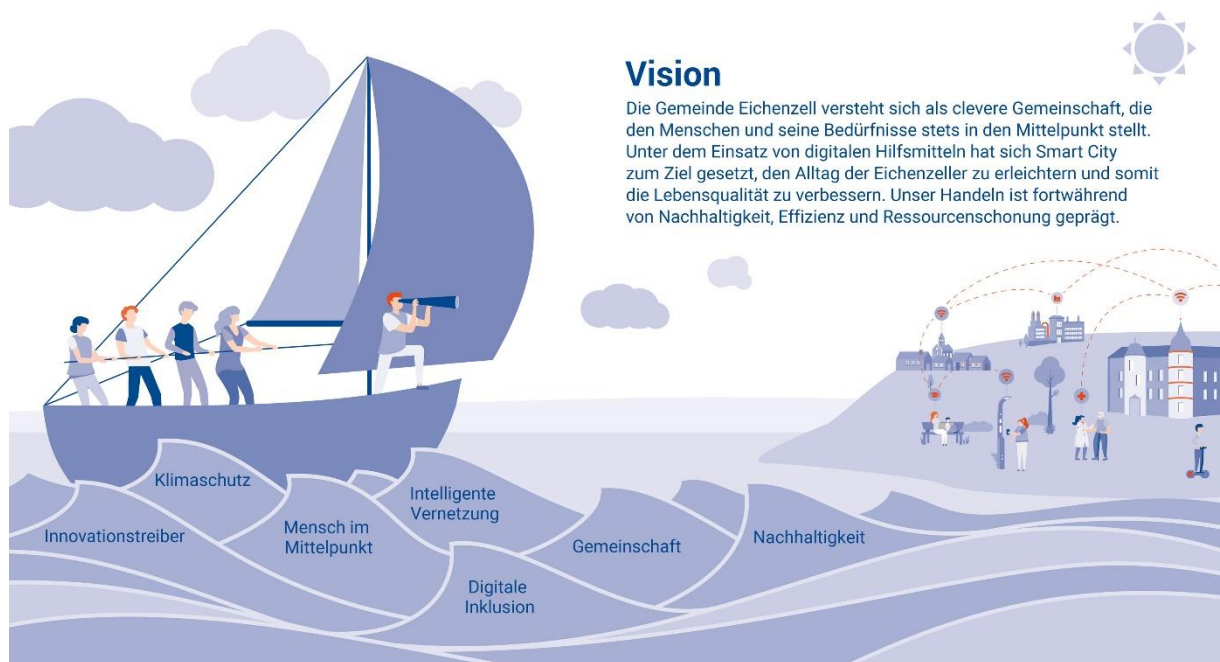 Vision
Die Gemeinde Eichenzell versteht sich als clevere Gemeinschaft, die
den Menschen und seine Bedürfnisse stets in den Mittelpunkt stellt.
Unter dem Einsatz von digitalen Hilfsmitteln hat sich Smart City
zum Ziel gesetzt, den Alltag der Eichenzeller zu erleichtern und somit
die Lebensqualität zu verbessern. Unser Handeln ist fortwährend
von Nachhaltigkeit, Effizienz und Ressourcenschonung geprägt.
Klimaschutz
Innovationstreiber
Mensch im
Mittelpunkt
Intelligente
Vernetzung
Gemeinschaft
Nachhaltigkeit
Digitale
Inklusion